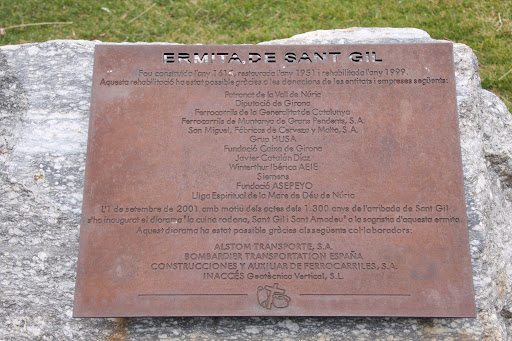 ERMITA DE SANT GIL
Fou construïda l'any 1615, restaurada l'any 1951 i rehabilitada l'any 1999
Aquesta rehabilitació ha estat possible gràcies a les donacions de les entitats i empreses següents:
Patronat de la Vall de Núria
Diputació de Girona
Ferrocarrils de la Generalitat de Catalunya
Ferrocarrils de Muntanya de Grans Pendents, S.A.
San Miguel, Fábricas de Cerveza y Malta, S.A.
Grup HUSA
Fundació Caixa de Girona
Javier Catalán Díaz
Winterthur Ibérica AEIE
Siemens
Fundació ASEPEYO
Lliga Espiritual de la Mare de Déu de Núria
L'1 de setembre de 2001 amb motiu dels actes dels 1.300 anys de l'arribada de Sant Gil
s'ha inaugurat el diorama "la cuina rodona, Sant Gil i Sant Amadeu" a la sagristia d'aquesta ermita.
Aquest diorama ha estat possible gràcies als següents col·laboradors:
ALSTOM TRANSPORTE, S.A.
BOMBARDIER TRANSPORTATION ESPAÑA
CONSTRUCCIONES Y AUXILIAR DE FERROCARRILES, S.A.
INACCÉS Geotècnica Vertical, S.L.